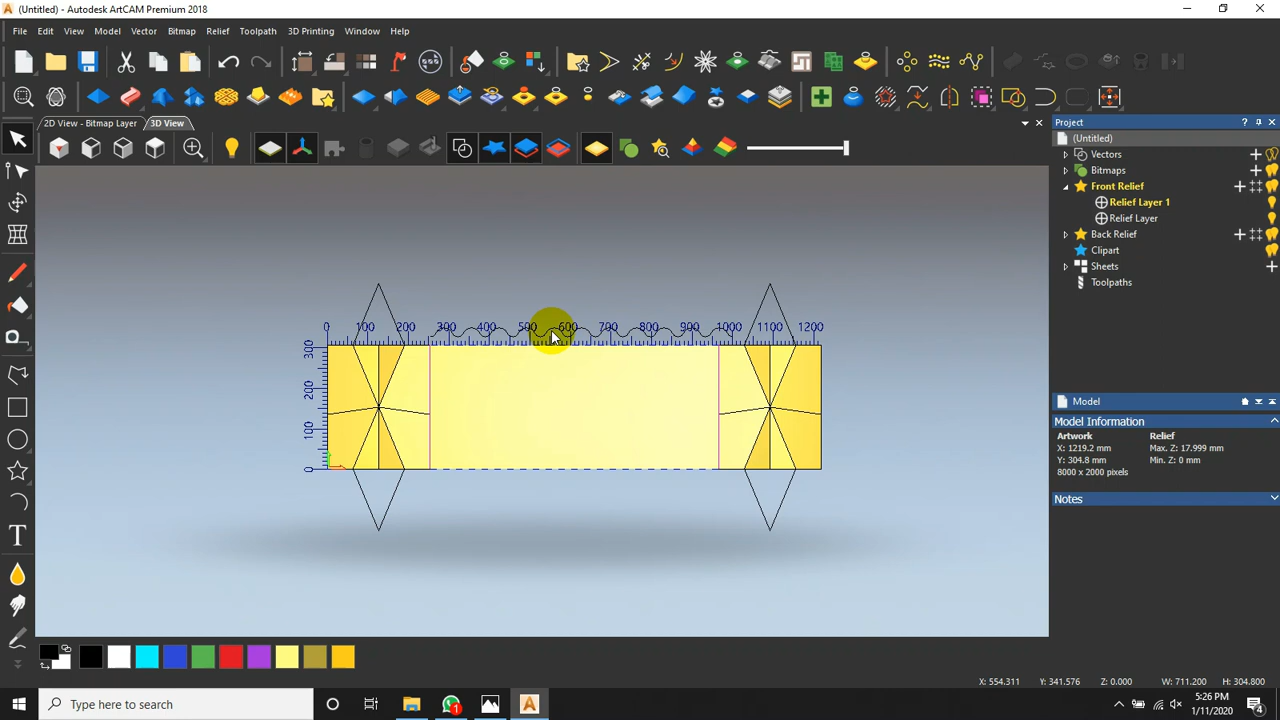 (Untitled) - Autodesk ArtCAM Premium 2018
File Edit View Model Vector Bitmap Relief Toolpath 3D Printing Window Help
2D View - Bitmap Layer 3D View
Project
(Untitled)
Vectors
Bitmaps
Front Relief
Relief Layer 1
Relief Layer
Back Relief
Clipart
Sheets
Toolpaths
0 100 200 300 400 500 600 700 800 900 1000 1100 1200
300
200
100
0
Model
Model Information
Artwork Relief
X: 1219.2 mm Max. Z: 17.999 mm
Y: 304.8 mm Min. Z: 0 mm
8000 x 2000 pixels
Notes
X: 554.311 Y: 341.576 Z: 0.000 W: 711.200 H: 304.800
Type here to search
1
A
5:26 PM
1/11/2020
4